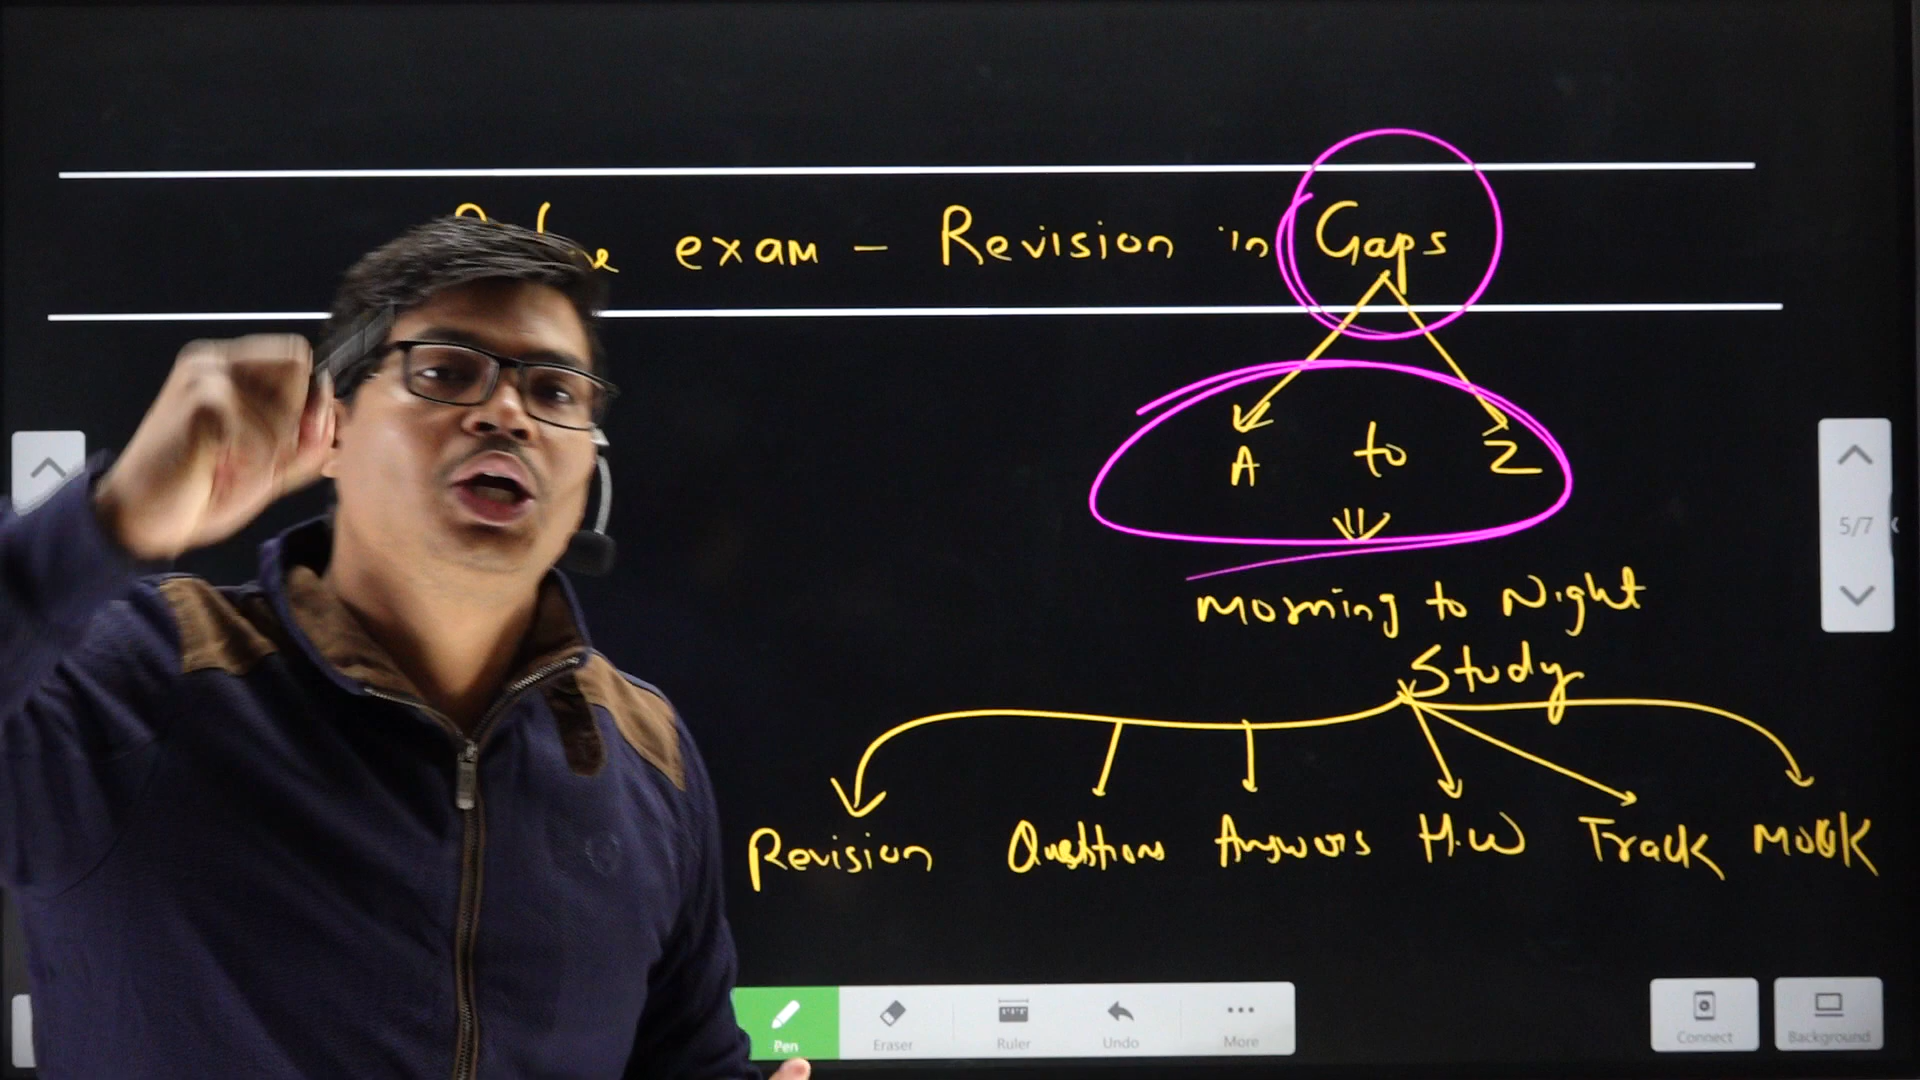 exam - Revision in Gaps
A to Z
Morning to Night
Study
Revision Questions Answers H.W Track Mock
5/7
Pen Eraser Ruler Undo More
Connect Background